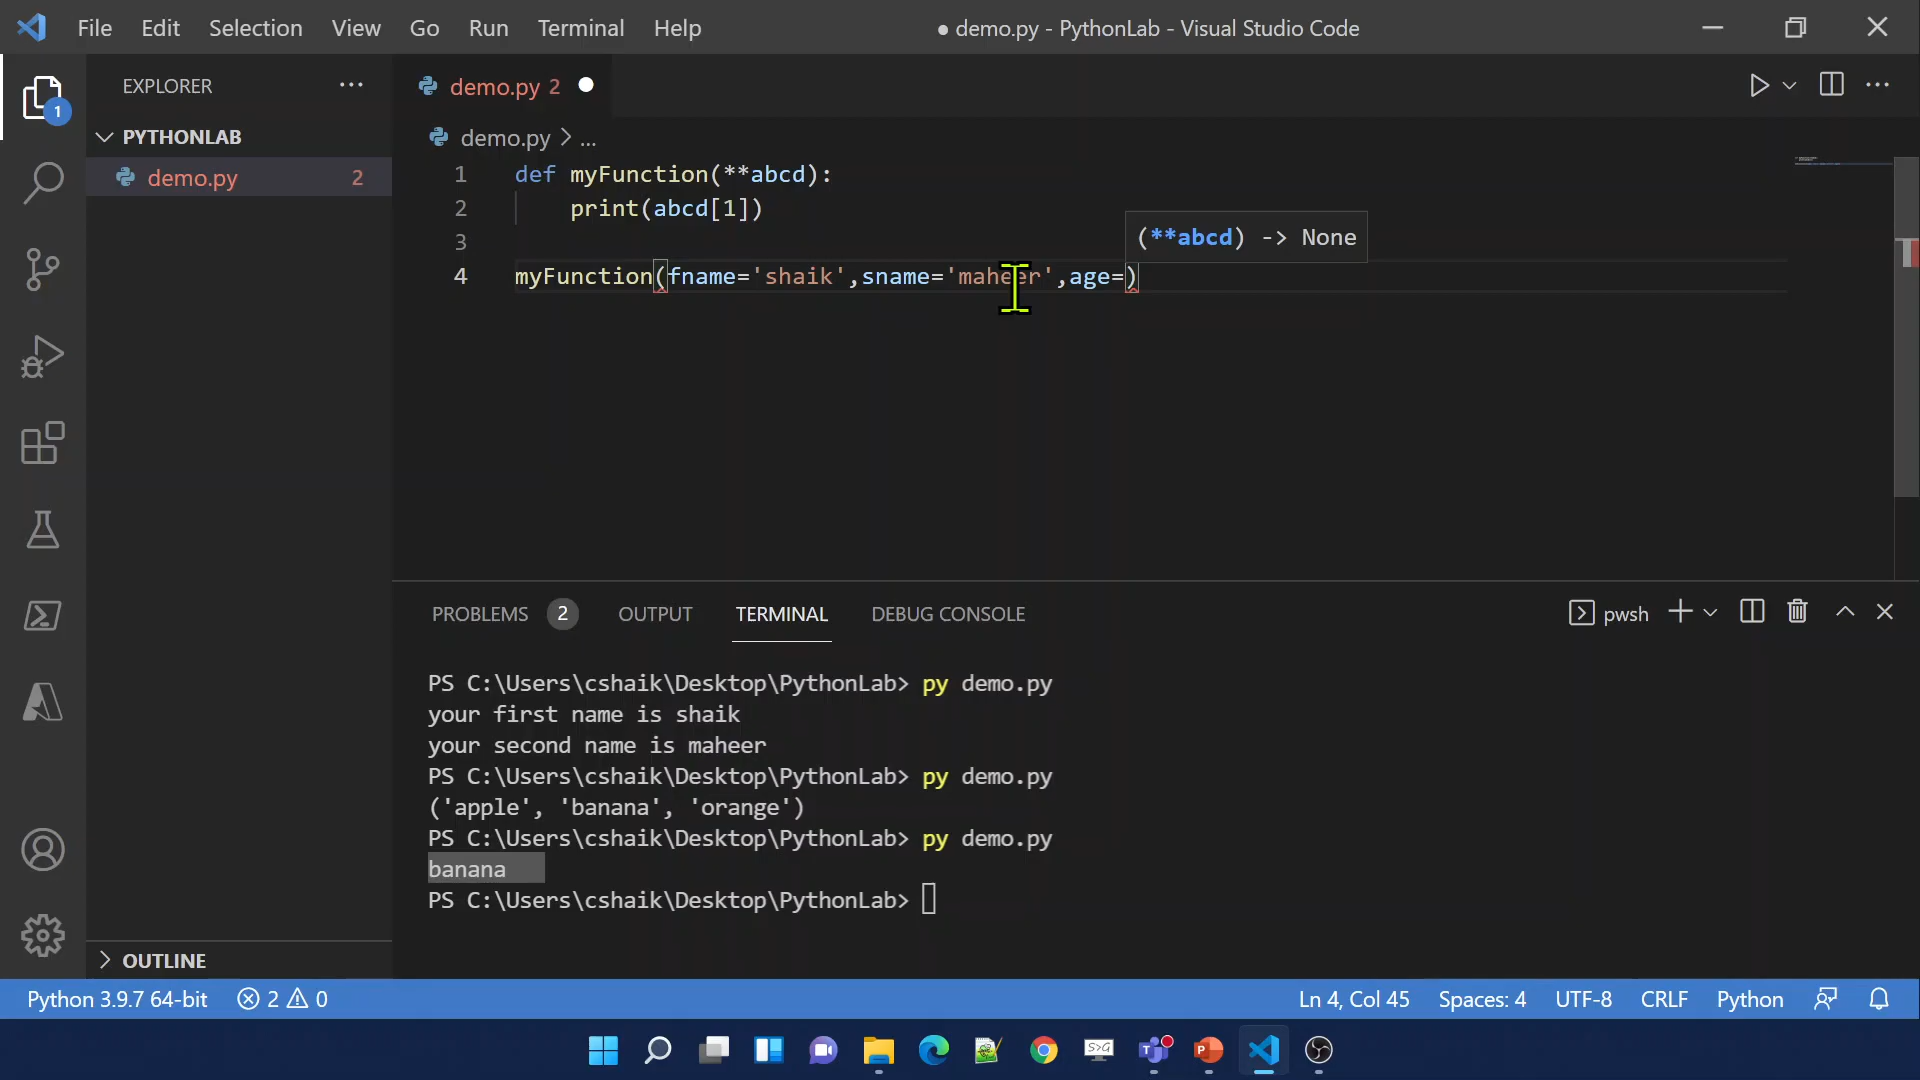 File Edit Selection View Go Run Terminal Help ● demo.py - PythonLab - Visual Studio Code
EXPLORER ···
1
PYTHONLAB
demo.py 2
demo.py 2
demo.py > ...
1 def myFunction(**abcd):
2 print(abcd[1])
3
(**abcd) -> None
4 myFunction(fname='shaik',sname='maheer',age=)
PROBLEMS 2 OUTPUT TERMINAL DEBUG CONSOLE
pwsh
PS C:\Users\cshaik\Desktop\PythonLab> py demo.py
your first name is shaik
your second name is maheer
PS C:\Users\cshaik\Desktop\PythonLab> py demo.py
('apple', 'banana', 'orange')
PS C:\Users\cshaik\Desktop\PythonLab> py demo.py
banana
PS C:\Users\cshaik\Desktop\PythonLab>
OUTLINE
Python 3.9.7 64-bit 2 0 Ln 4, Col 45 Spaces: 4 UTF-8 CRLF Python
S>G